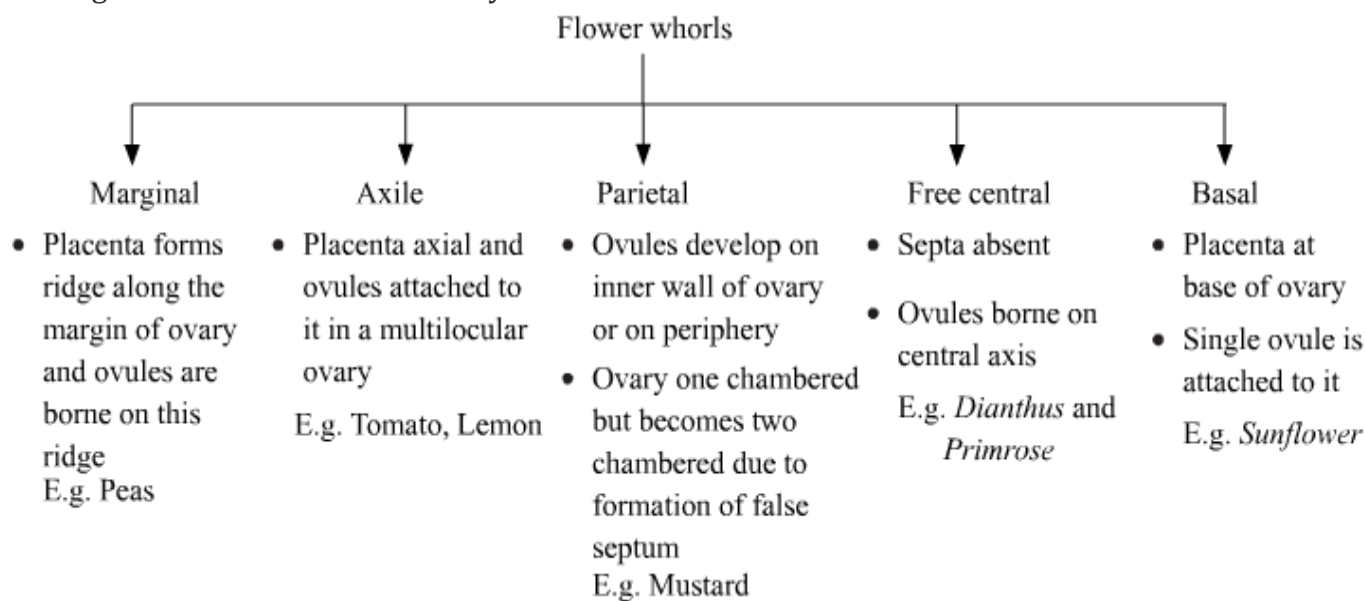 Flower whorls
Marginal
• Placenta forms
ridge along the
margin of ovary
and ovules are
borne on this
ridge
E.g. Peas
Axile
• Placenta axial and
ovules attached to
it in a multilocular
ovary
E.g. Tomato, Lemon
Parietal
• Ovules develop on
inner wall of ovary
or on periphery
• Ovary one chambered
but becomes two
chambered due to
formation of false
septum
E.g. Mustard
Free central
• Septa absent
• Ovules borne on
central axis
E.g. Dianthus and
Primrose
Basal
• Placenta at
base of ovary
• Single ovule is
attached to it
E.g. Sunflower